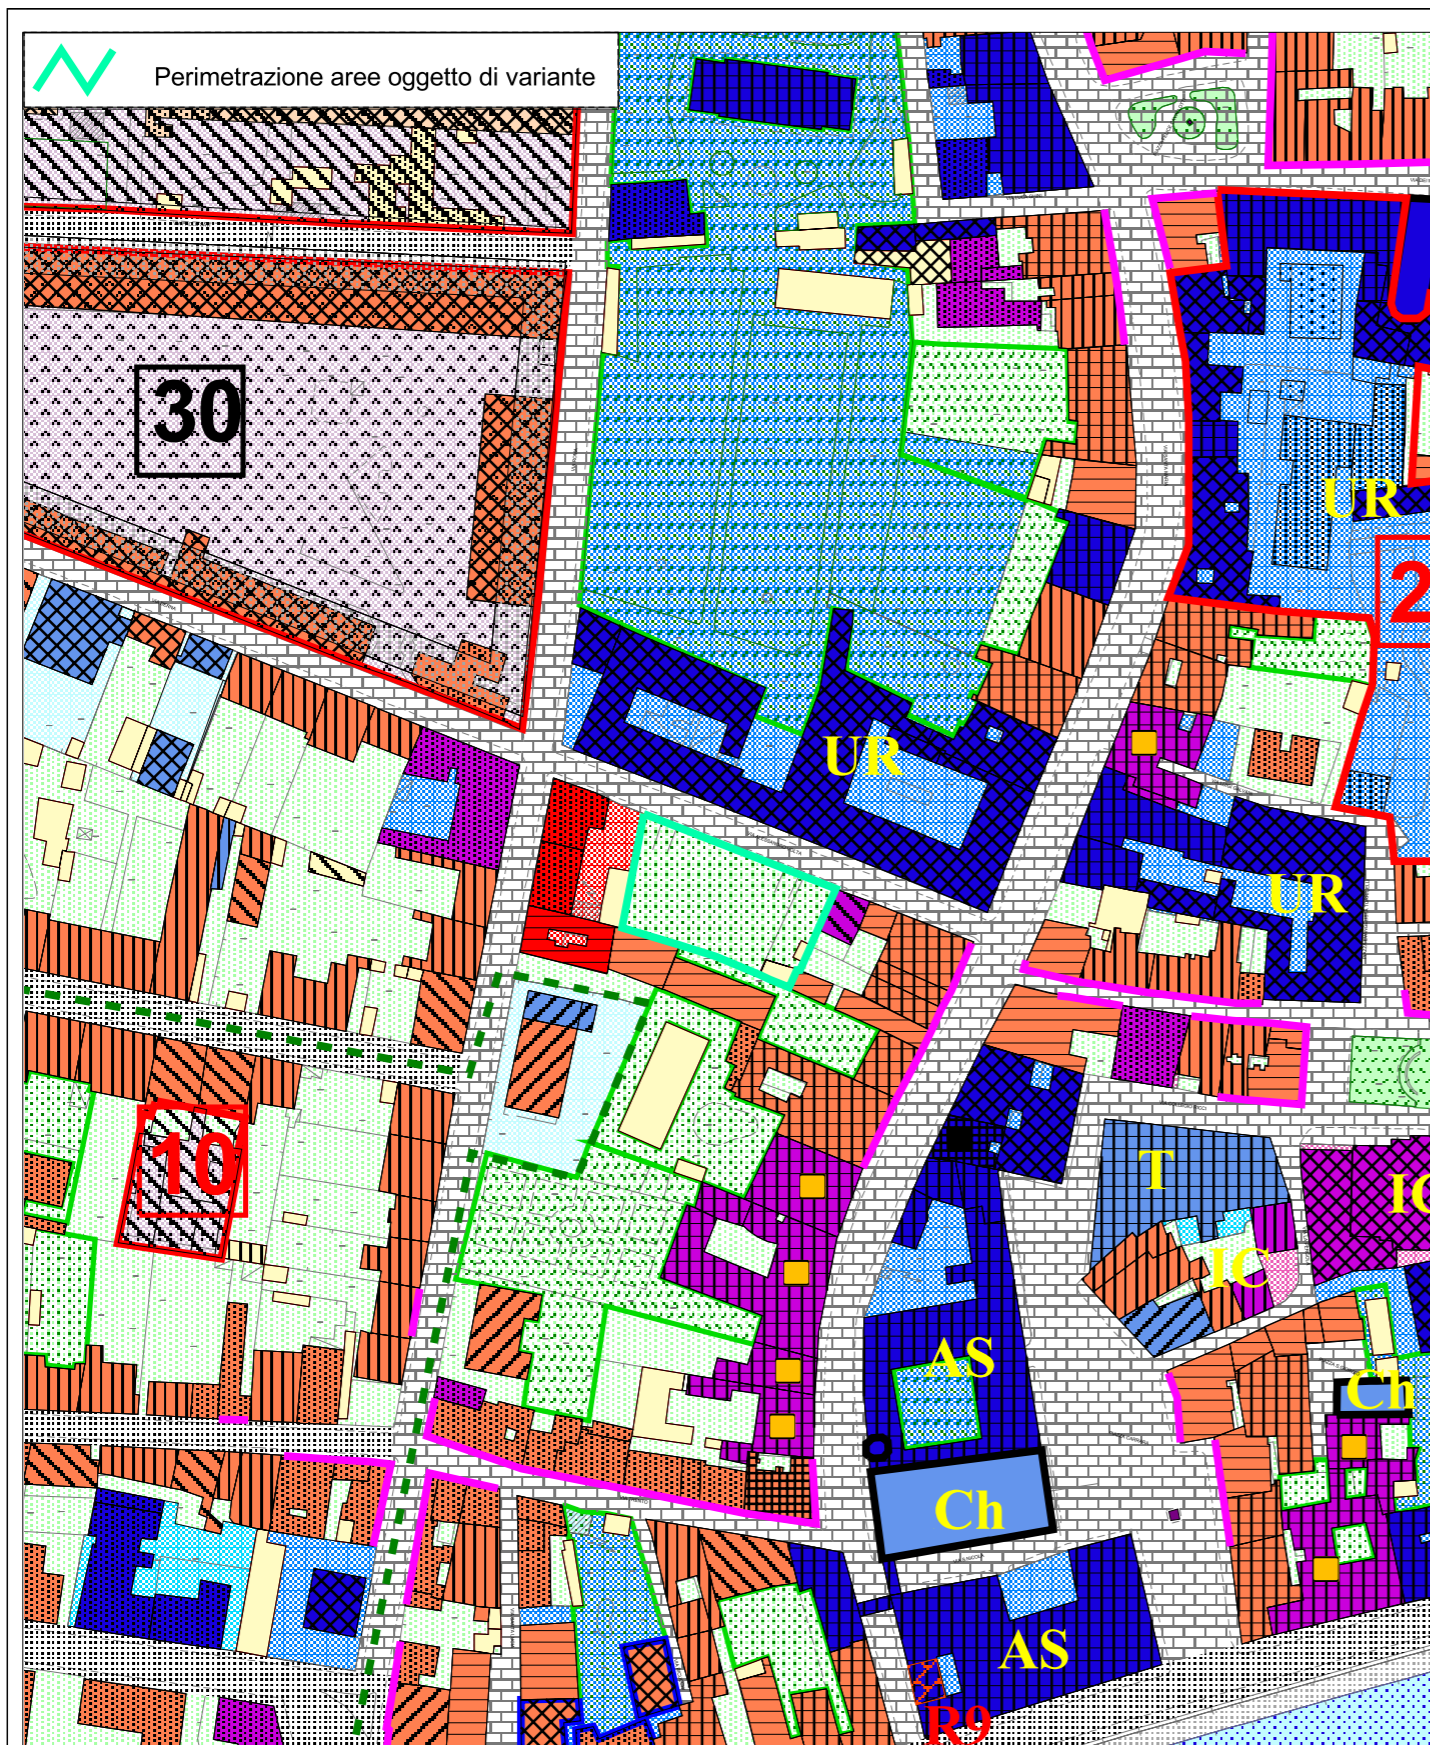 Perimetrazione aree oggetto di variante
30
UR
2
UR
UR
10
T
IC
IC
AS
Ch
Ch
AS
R9